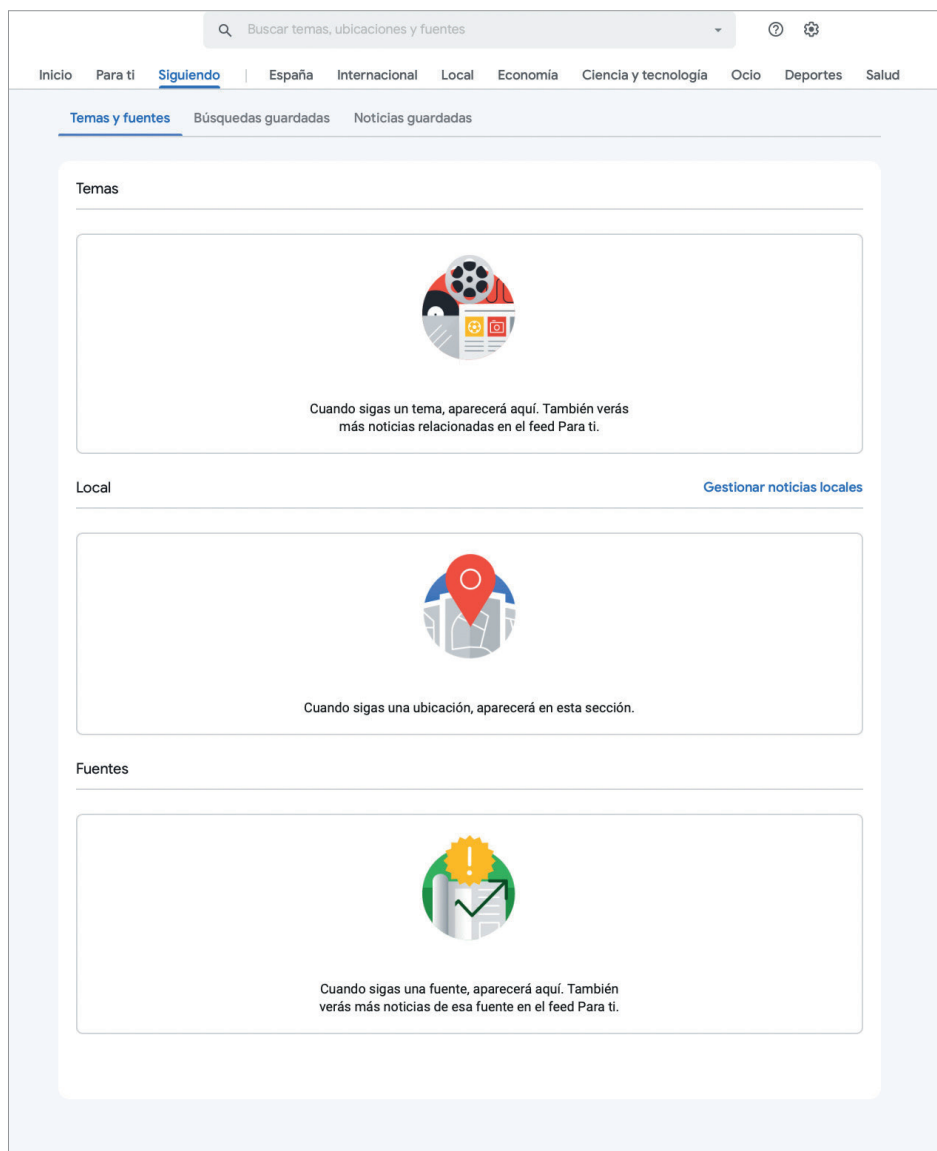 Buscar temas, ubicaciones y fuentes
Inicio Para ti Siguiendo | España Internacional Local Economía Ciencia y tecnología Ocio Deportes Salud
Temas y fuentes Búsquedas guardadas Noticias guardadas
Temas
Cuando sigas un tema, aparecerá aquí. También verás
más noticias relacionadas en el feed Para ti.
Local Gestionar noticias locales
Cuando sigas una ubicación, aparecerá en esta sección.
Fuentes
Cuando sigas una fuente, aparecerá aquí. También
verás más noticias de esa fuente en el feed Para ti.